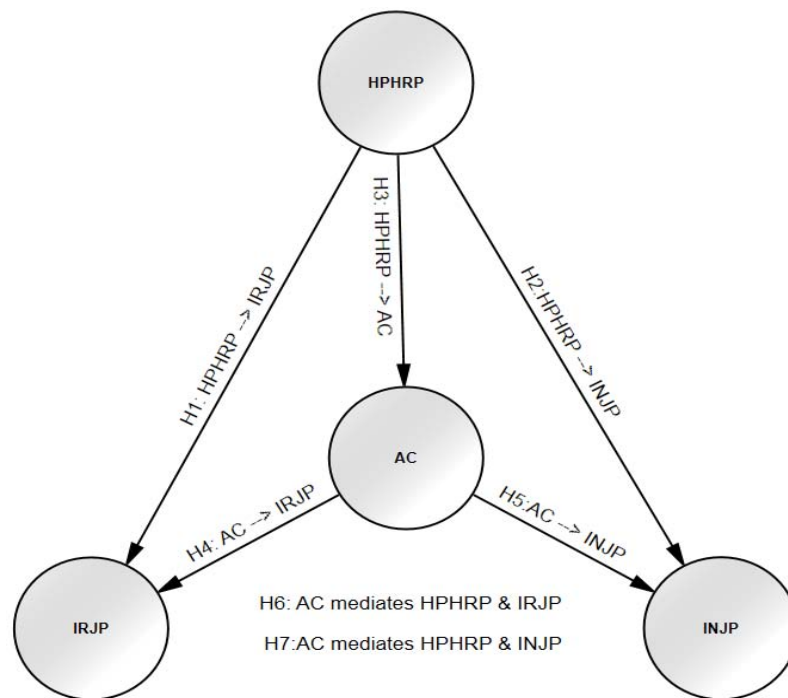 HPHRP
H1: HPHRP --> IRJP
H3: HPHRP --> AC
H2:HPHRP --> INJP
AC
H4: AC --> IRJP
H5:AC --> INJP
IRJP
H6: AC mediates HPHRP & IRJP
H7:AC mediates HPHRP & INJP
INJP